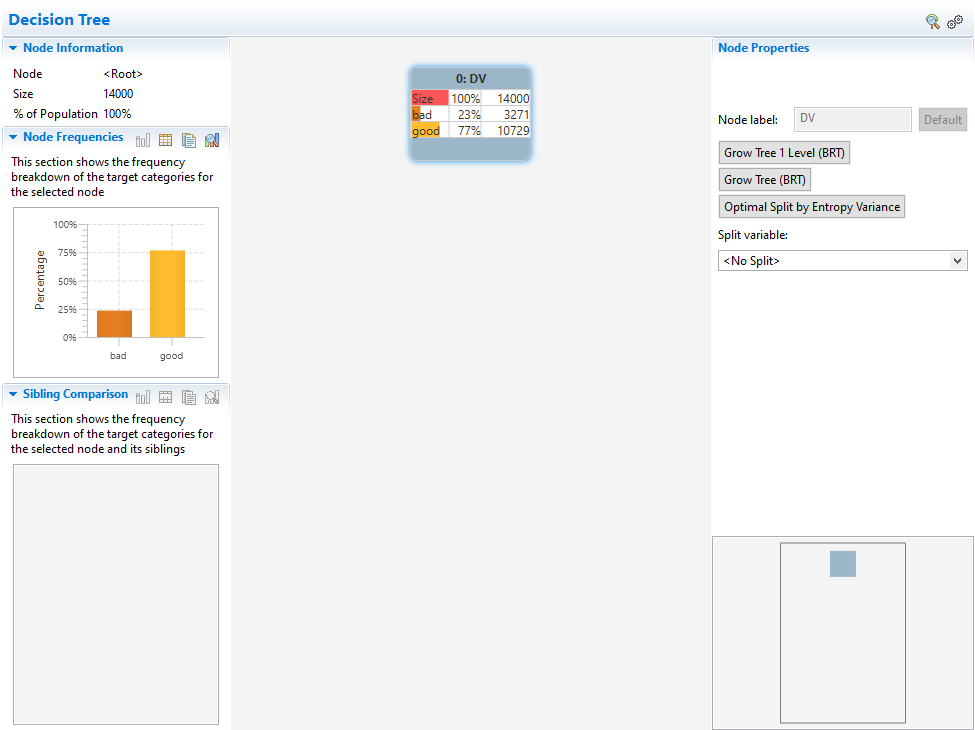 Decision Tree
Node Information
Node <Root>
Size 14000
% of Population 100%
Node Frequencies
This section shows the frequency
breakdown of the target categories for
the selected node
100%
75%
50%
25%
0%
Percentage
bad good
Sibling Comparison
This section shows the frequency
breakdown of the target categories for
the selected node and its siblings
0: DV
Size 100% 14000
bad 23% 3271
good 77% 10729
Node Properties
Node label: DV Default
Grow Tree 1 Level (BRT)
Grow Tree (BRT)
Optimal Split by Entropy Variance
Split variable:
<No Split>